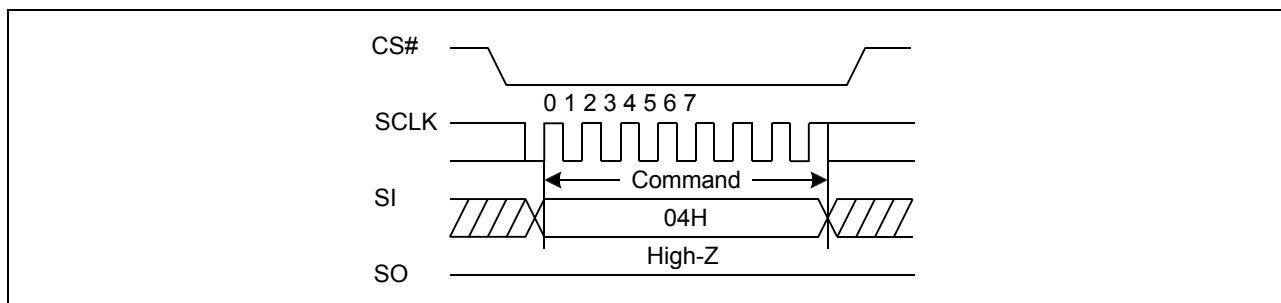 CS#
0 1 2 3 4 5 6 7
SCLK
Command
SI
04H
High-Z
SO